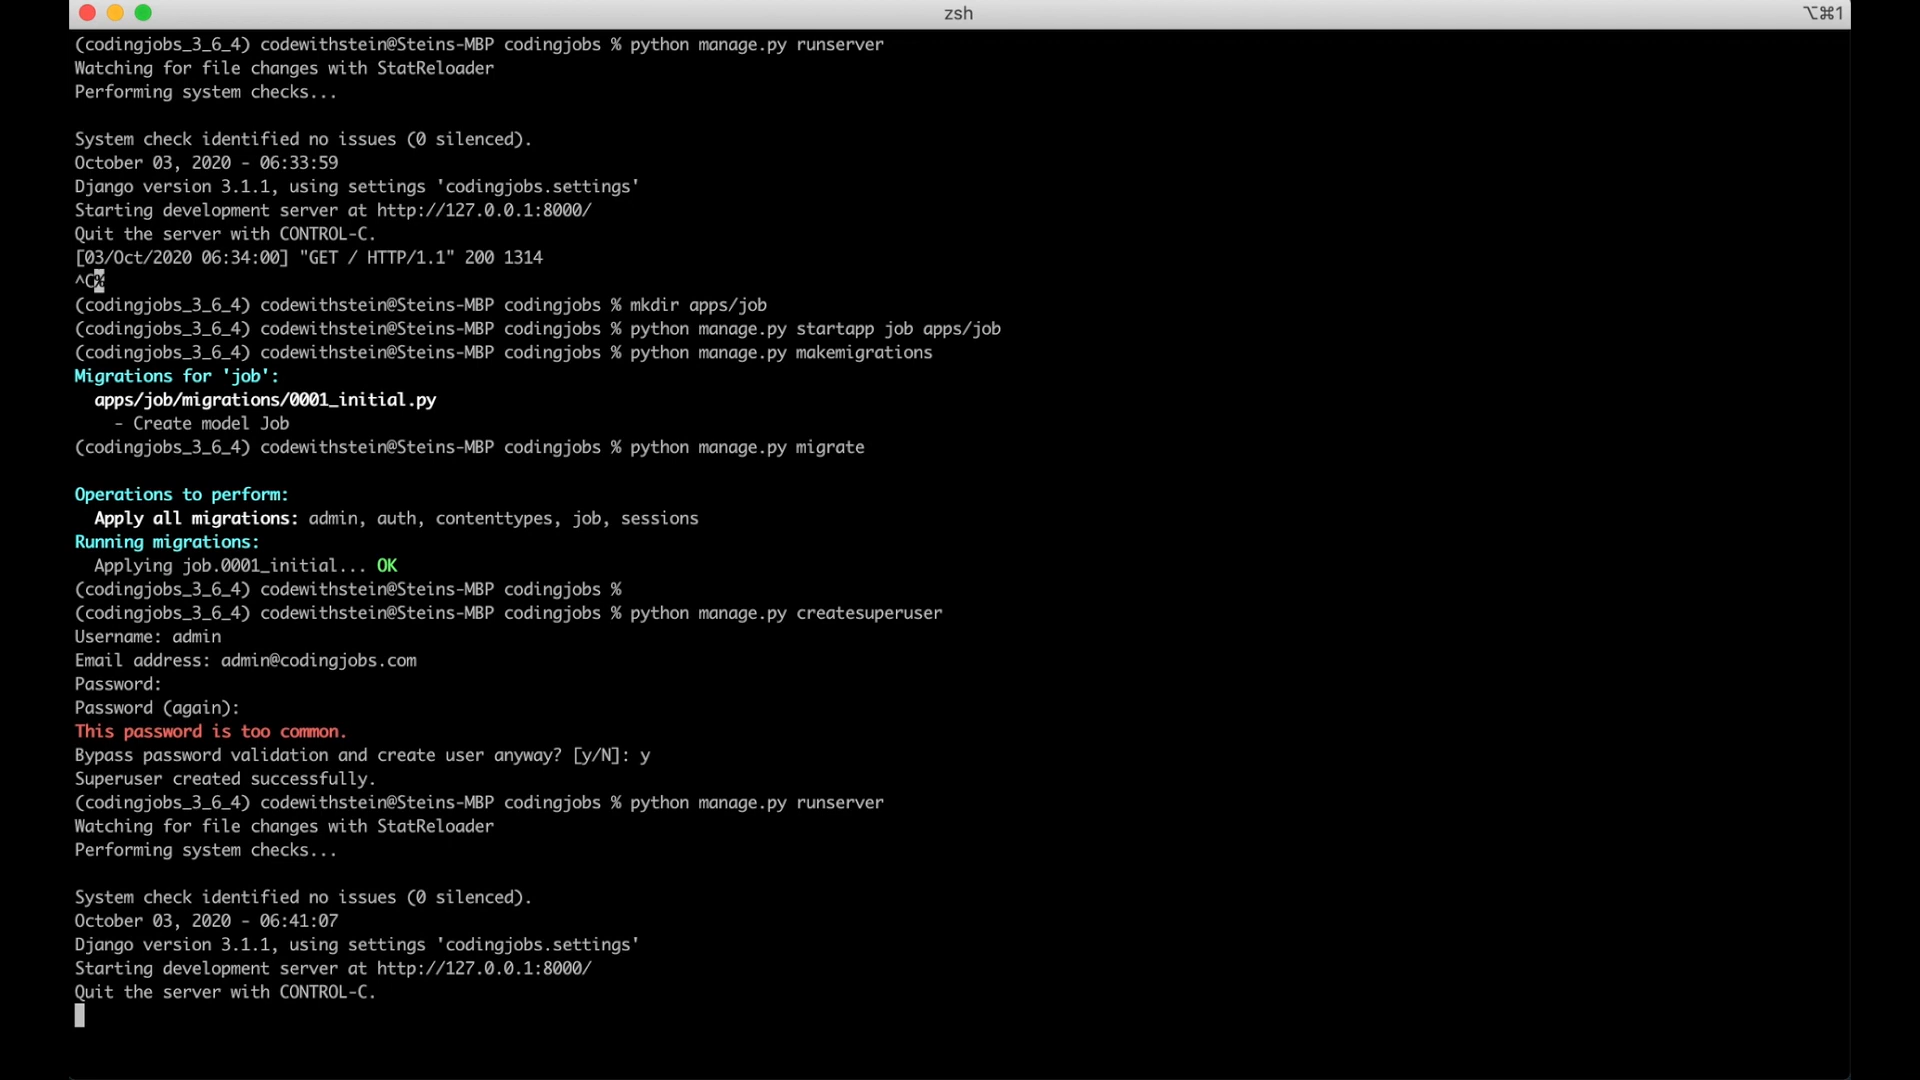 zsh
⌥⌘1
(codingjobs_3_6_4) codewithstein@Steins-MBP codingjobs % python manage.py runserver
Watching for file changes with StatReloader
Performing system checks...
System check identified no issues (0 silenced).
October 03, 2020 - 06:33:59
Django version 3.1.1, using settings 'codingjobs.settings'
Starting development server at http://127.0.0.1:8000/
Quit the server with CONTROL-C.
[03/Oct/2020 06:34:00] "GET / HTTP/1.1" 200 1314
^C%
(codingjobs_3_6_4) codewithstein@Steins-MBP codingjobs % mkdir apps/job
(codingjobs_3_6_4) codewithstein@Steins-MBP codingjobs % python manage.py startapp job apps/job
(codingjobs_3_6_4) codewithstein@Steins-MBP codingjobs % python manage.py makemigrations
Migrations for 'job':
apps/job/migrations/0001_initial.py
- Create model Job
(codingjobs_3_6_4) codewithstein@Steins-MBP codingjobs % python manage.py migrate
Operations to perform:
Apply all migrations: admin, auth, contenttypes, job, sessions
Running migrations:
Applying job.0001_initial... OK
(codingjobs_3_6_4) codewithstein@Steins-MBP codingjobs %
(codingjobs_3_6_4) codewithstein@Steins-MBP codingjobs % python manage.py createsuperuser
Username: admin
Email address: admin@codingjobs.com
Password:
Password (again):
This password is too common.
Bypass password validation and create user anyway? [y/N]: y
Superuser created successfully.
(codingjobs_3_6_4) codewithstein@Steins-MBP codingjobs % python manage.py runserver
Watching for file changes with StatReloader
Performing system checks...
System check identified no issues (0 silenced).
October 03, 2020 - 06:41:07
Django version 3.1.1, using settings 'codingjobs.settings'
Starting development server at http://127.0.0.1:8000/
Quit the server with CONTROL-C.